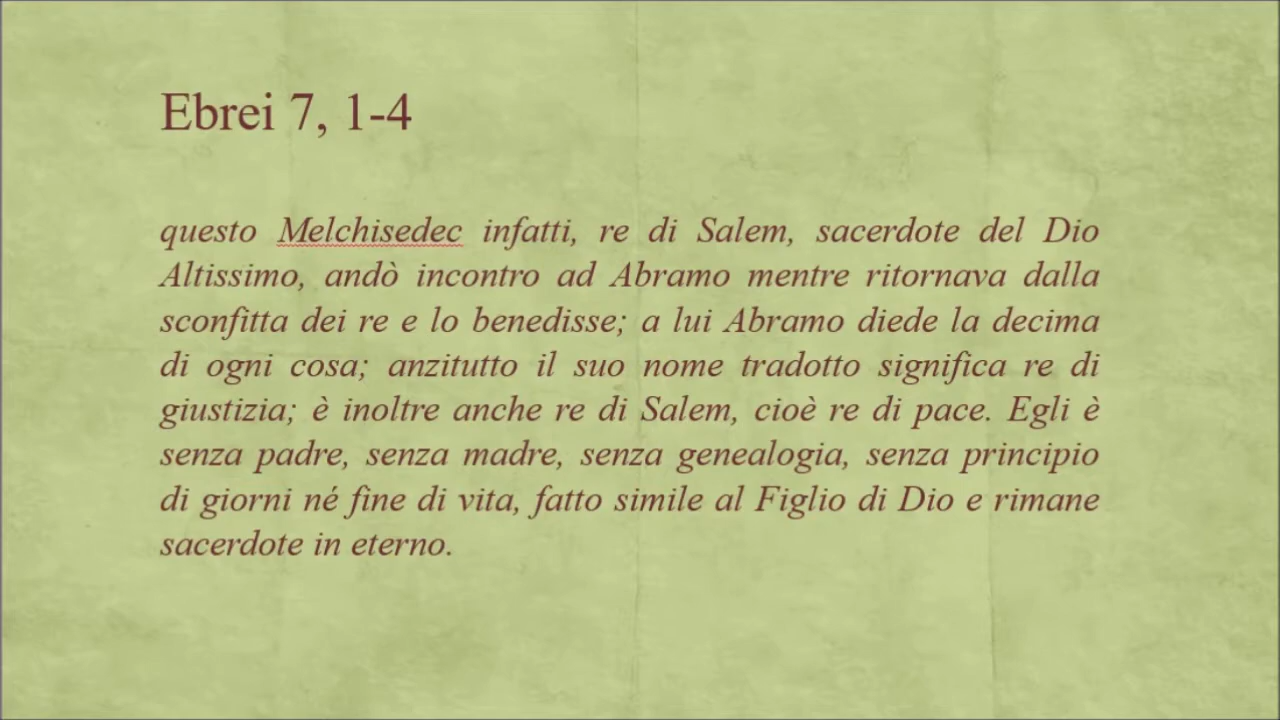 Ebrei 7, 1-4
questo Melchisedec infatti, re di Salem, sacerdote del Dio
Altissimo, andò incontro ad Abramo mentre ritornava dalla
sconfitta dei re e lo benedisse; a lui Abramo diede la decima
di ogni cosa; anzitutto il suo nome tradotto significa re di
giustizia; è inoltre anche re di Salem, cioè re di pace. Egli è
senza padre, senza madre, senza genealogia, senza principio
di giorni né fine di vita, fatto simile al Figlio di Dio e rimane
sacerdote in eterno.